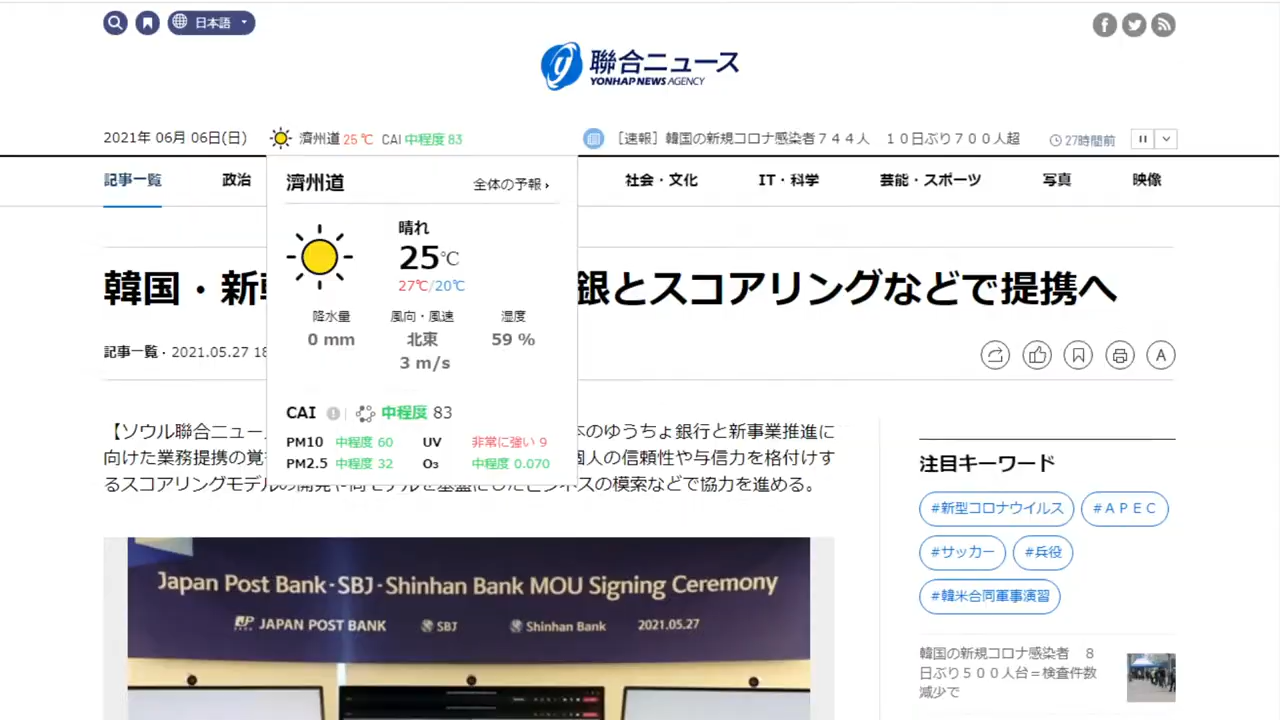 日本語
聯合ニュース
YONHAP NEWS AGENCY
2021年 06月 06日(日)
濟州道 25℃ CAI 中程度 83
［速報］韓国の新規コロナ感染者７４４人　１０日ぶり７００人超
27時間前
記事一覧
政治
社会・文化
IT・科学
芸能・スポーツ
写真
映像
濟州道
全体の予報
晴れ
25℃
27℃/20℃
降水量
風向・風速
湿度
0 mm
北東
59 %
3 m/s
CAI
中程度 83
PM10 中程度 60
UV 非常に強い 9
PM2.5 中程度 32
O₃ 中程度 0.070
韓国・新
銀とスコアリングなどで提携へ
記事一覧・2021.05.27 18
A
【ソウル聯合ニュー
本のゆうちょ銀行と新事業推進に
向けた業務提携の覚
個人の信頼性や与信力を格付けす
るスコアリングモデルの開発や同モデルを基盤にしたビジネスの模索などで協力を進める。
注目キーワード
#新型コロナウイルス
#ＡＰＥＣ
#サッカー
#兵役
#韓米合同軍事演習
韓国の新規コロナ感染者　８
日ぶり５００人台＝検査件数
減少で
Japan Post Bank·SBJ·Shinhan Bank MOU Signing Ceremony
JP JAPAN POST BANK
SBJ
Shinhan Bank
2021.05.27